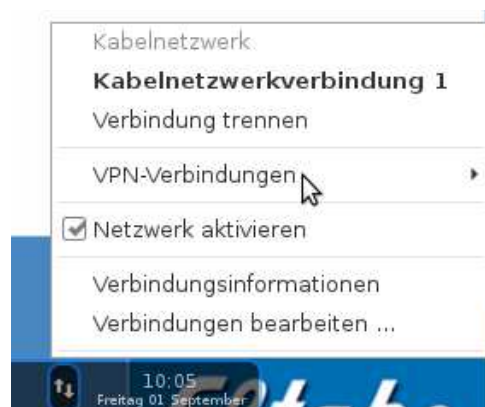 Kabelnetzwerk
Kabelnetzwerkverbindung 1
Verbindung trennen
VPN-Verbindungen
Netzwerk aktivieren
Verbindungsinformationen
Verbindungen bearbeiten ...
10:05
Freitag 01 September